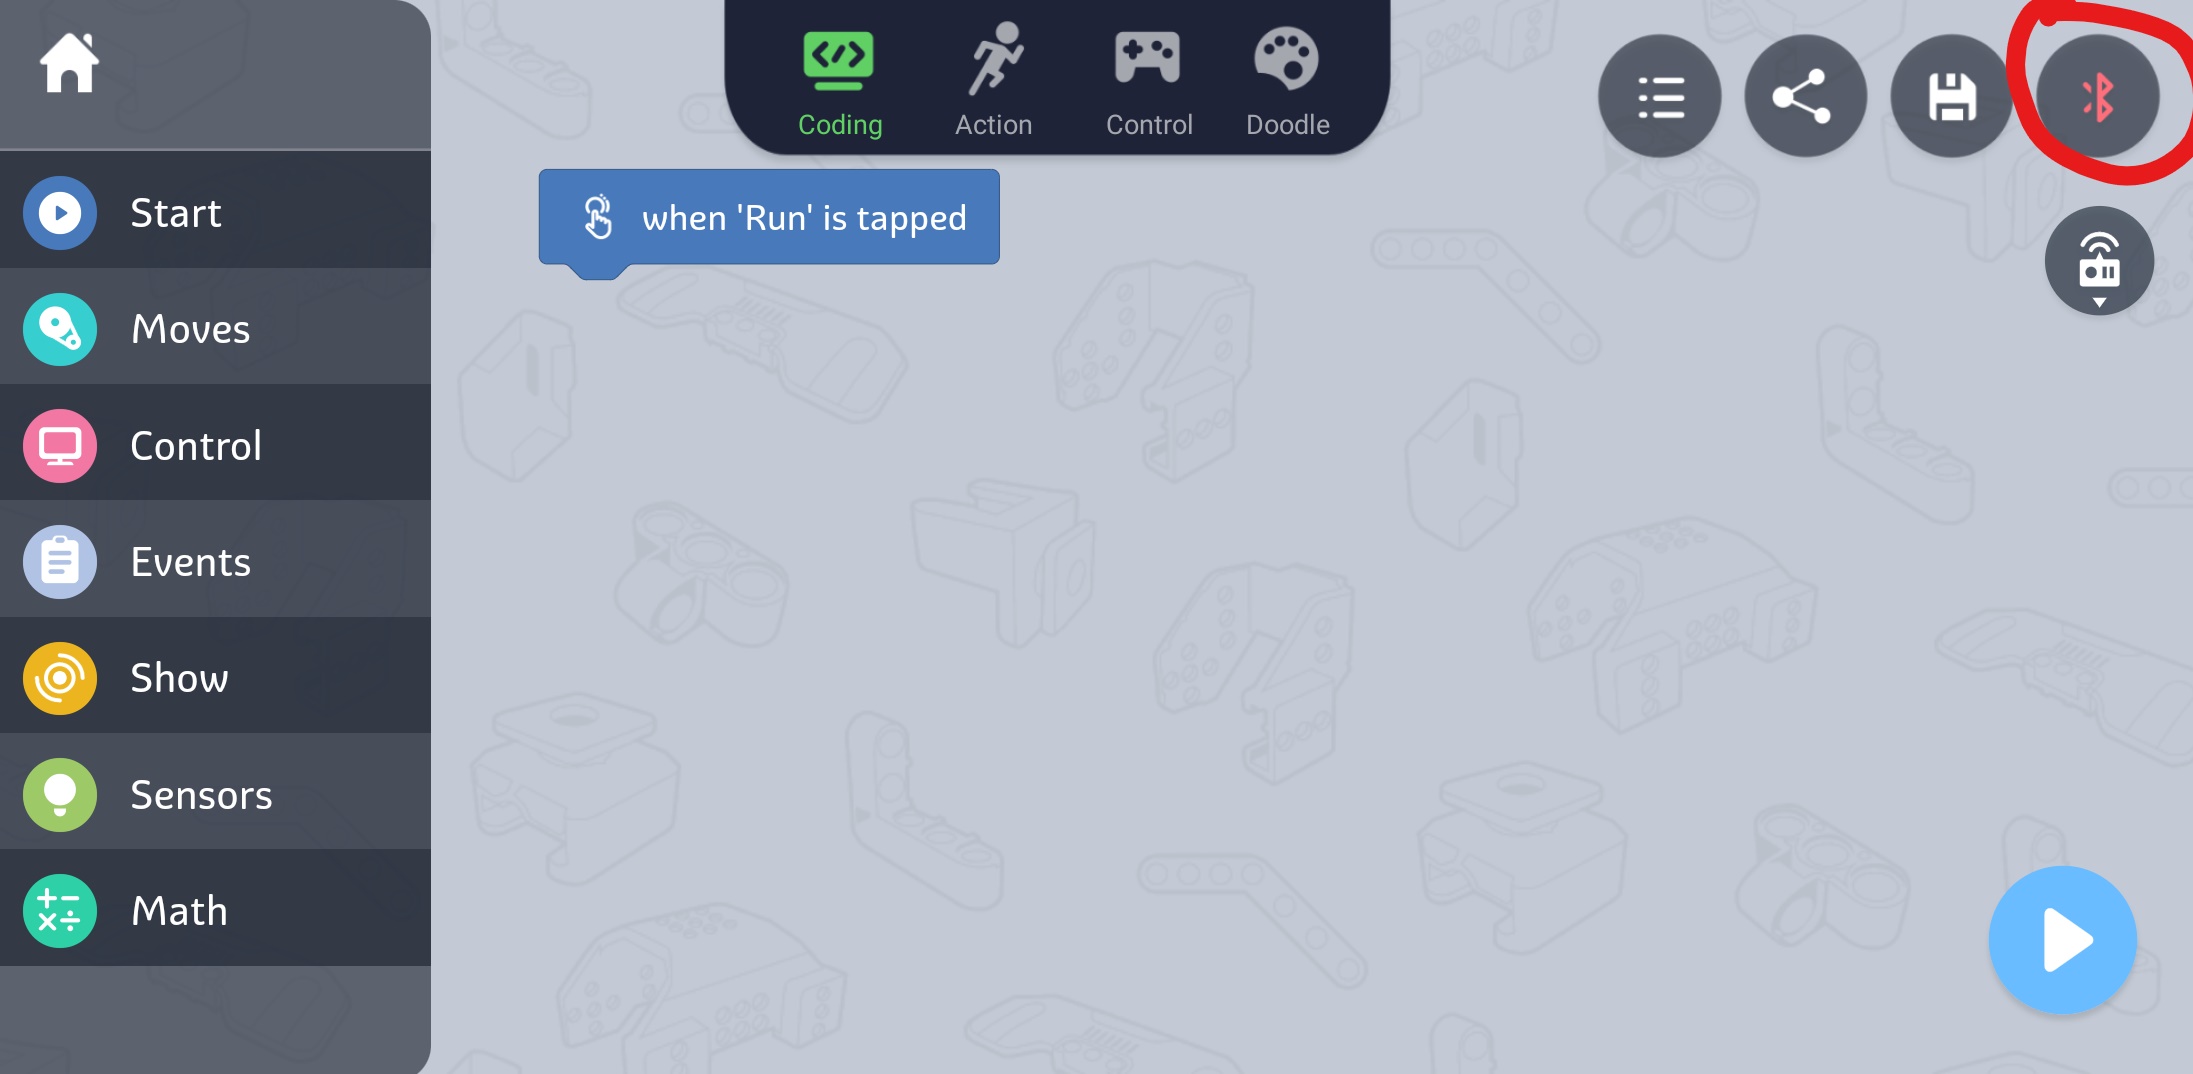 Coding
Action
Control
Doodle
when 'Run' is tapped
Start
Moves
Control
Events
Show
Sensors
Math